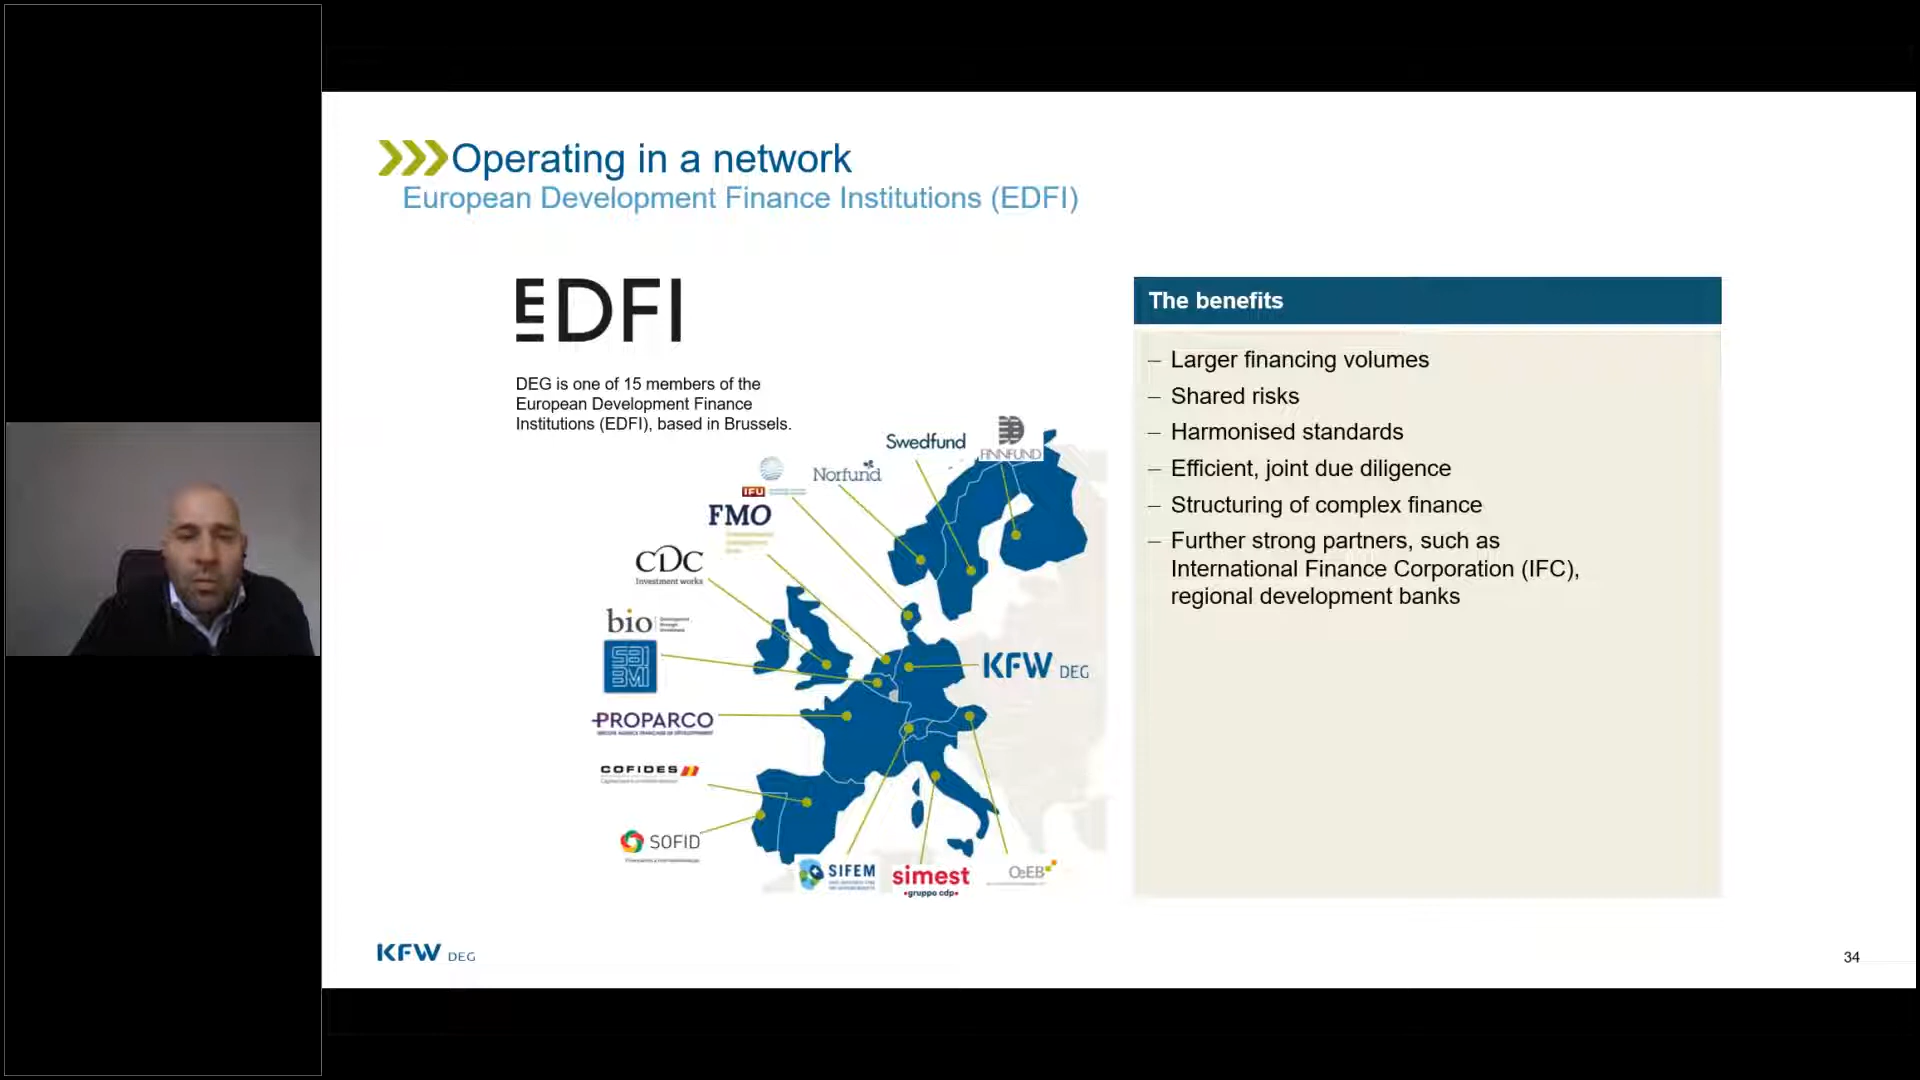 Operating in a network
European Development Finance Institutions (EDFI)
EDFI
DEG is one of 15 members of the
European Development Finance
Institutions (EDFI), based in Brussels.
Swedfund
FINNFUND
Norfund
IFU
FMO
CDC
Investment works
bio
SBI
BMI
KFW DEG
PROPARCO
COFIDES
SOFID
SIFEM
simest
gruppo cdp
OeEB
The benefits
– Larger financing volumes
– Shared risks
– Harmonised standards
– Efficient, joint due diligence
– Structuring of complex finance
– Further strong partners, such as
International Finance Corporation (IFC),
regional development banks
KFW DEG
34